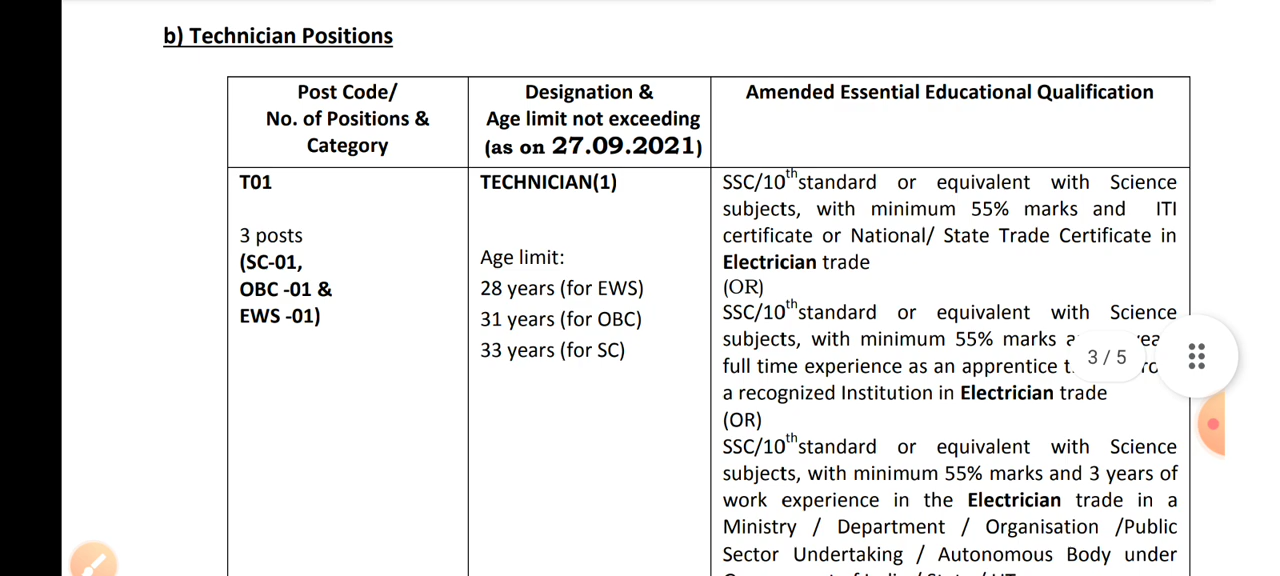 b) Technician Positions
Post Code/
No. of Positions &
Category
Designation &
Age limit not exceeding
(as on 27.09.2021)
Amended Essential Educational Qualification
T01
3 posts
(SC-01,
OBC -01 &
EWS -01)
TECHNICIAN(1)
Age limit:
28 years (for EWS)
31 years (for OBC)
33 years (for SC)
SSC/10th standard or equivalent with Science
subjects, with minimum 55% marks and ITI
certificate or National/ State Trade Certificate in
Electrician trade
(OR)
SSC/10th standard or equivalent with Science
subjects, with minimum 55% marks
full time experience as an apprentice
a recognized Institution in Electrician trade
(OR)
SSC/10th standard or equivalent with Science
subjects, with minimum 55% marks and 3 years of
work experience in the Electrician trade in a
Ministry / Department / Organisation /Public
Sector Undertaking / Autonomous Body under
3 / 5